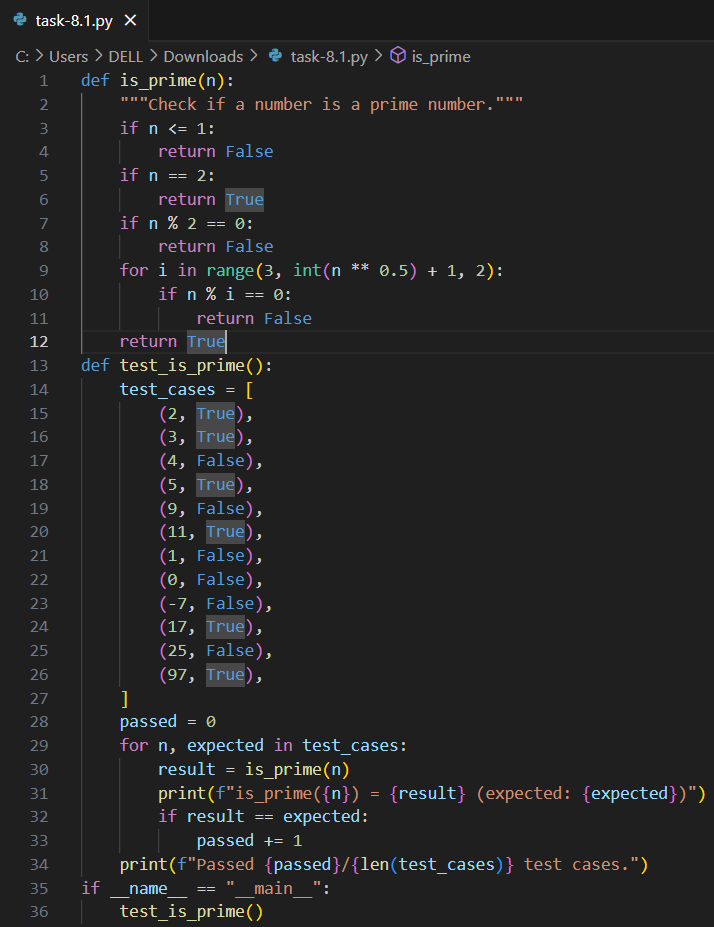 task-8.1.py ×
C: > Users > DELL > Downloads > task-8.1.py > is_prime
1 def is_prime(n):
2     """Check if a number is a prime number."""
3     if n <= 1:
4         return False
5     if n == 2:
6         return True
7     if n % 2 == 0:
8         return False
9     for i in range(3, int(n ** 0.5) + 1, 2):
10         if n % i == 0:
11             return False
12     return True
13 def test_is_prime():
14     test_cases = [
15         (2, True),
16         (3, True),
17         (4, False),
18         (5, True),
19         (9, False),
20         (11, True),
21         (1, False),
22         (0, False),
23         (-7, False),
24         (17, True),
25         (25, False),
26         (97, True),
27     ]
28     passed = 0
29     for n, expected in test_cases:
30         result = is_prime(n)
31         print(f"is_prime({n}) = {result} (expected: {expected})")
32         if result == expected:
33             passed += 1
34     print(f"Passed {passed}/{len(test_cases)} test cases.")
35 if __name__ == "__main__":
36     test_is_prime()